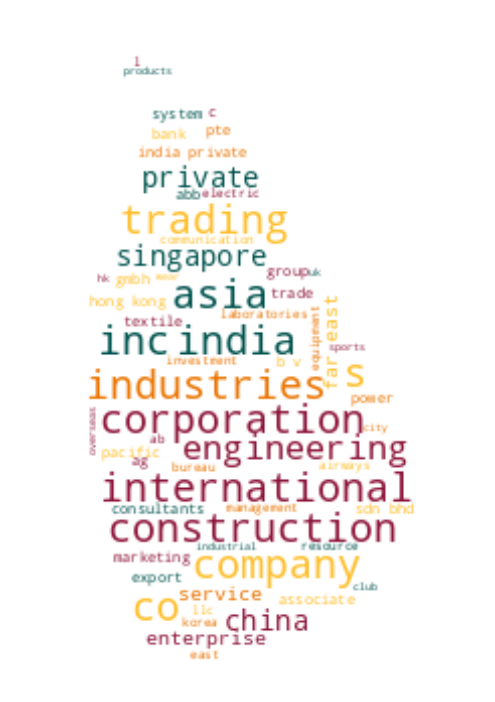 l
products
system c
bank pte
india private
private
abb electric
trading
communication
singapore
group uk
hk gmbh wear
asia trade
hong kong
laboratories
textile
inc india
equipment
far east
sports
investment b v
industries s
power
overseas
corporation
city
ab engineering
pacific
ag bureau airways
international
consultants management sdn bhd
construction
industrial resource
marketing company
export
club
service
co llc associate
korea china
enterprise
east